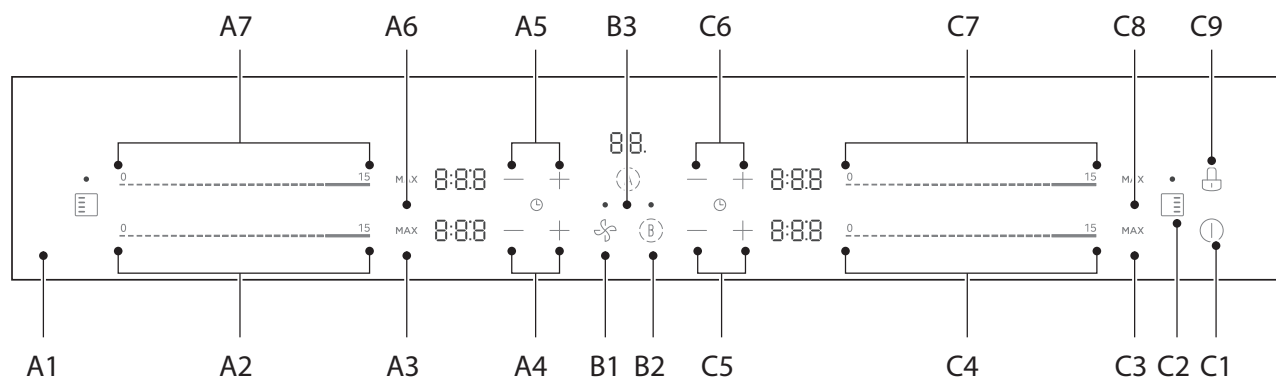 A7 A6 A5 B3 C6 C7 C8 C9
88.
0 15 MAX 8:8.8 8:8.8 0 15 MAX
A
0 15 MAX 8:8.8 B 8:8.8 0 15 MAX
A1 A2 A3 A4 B1 B2 C5 C4 C3 C2 C1